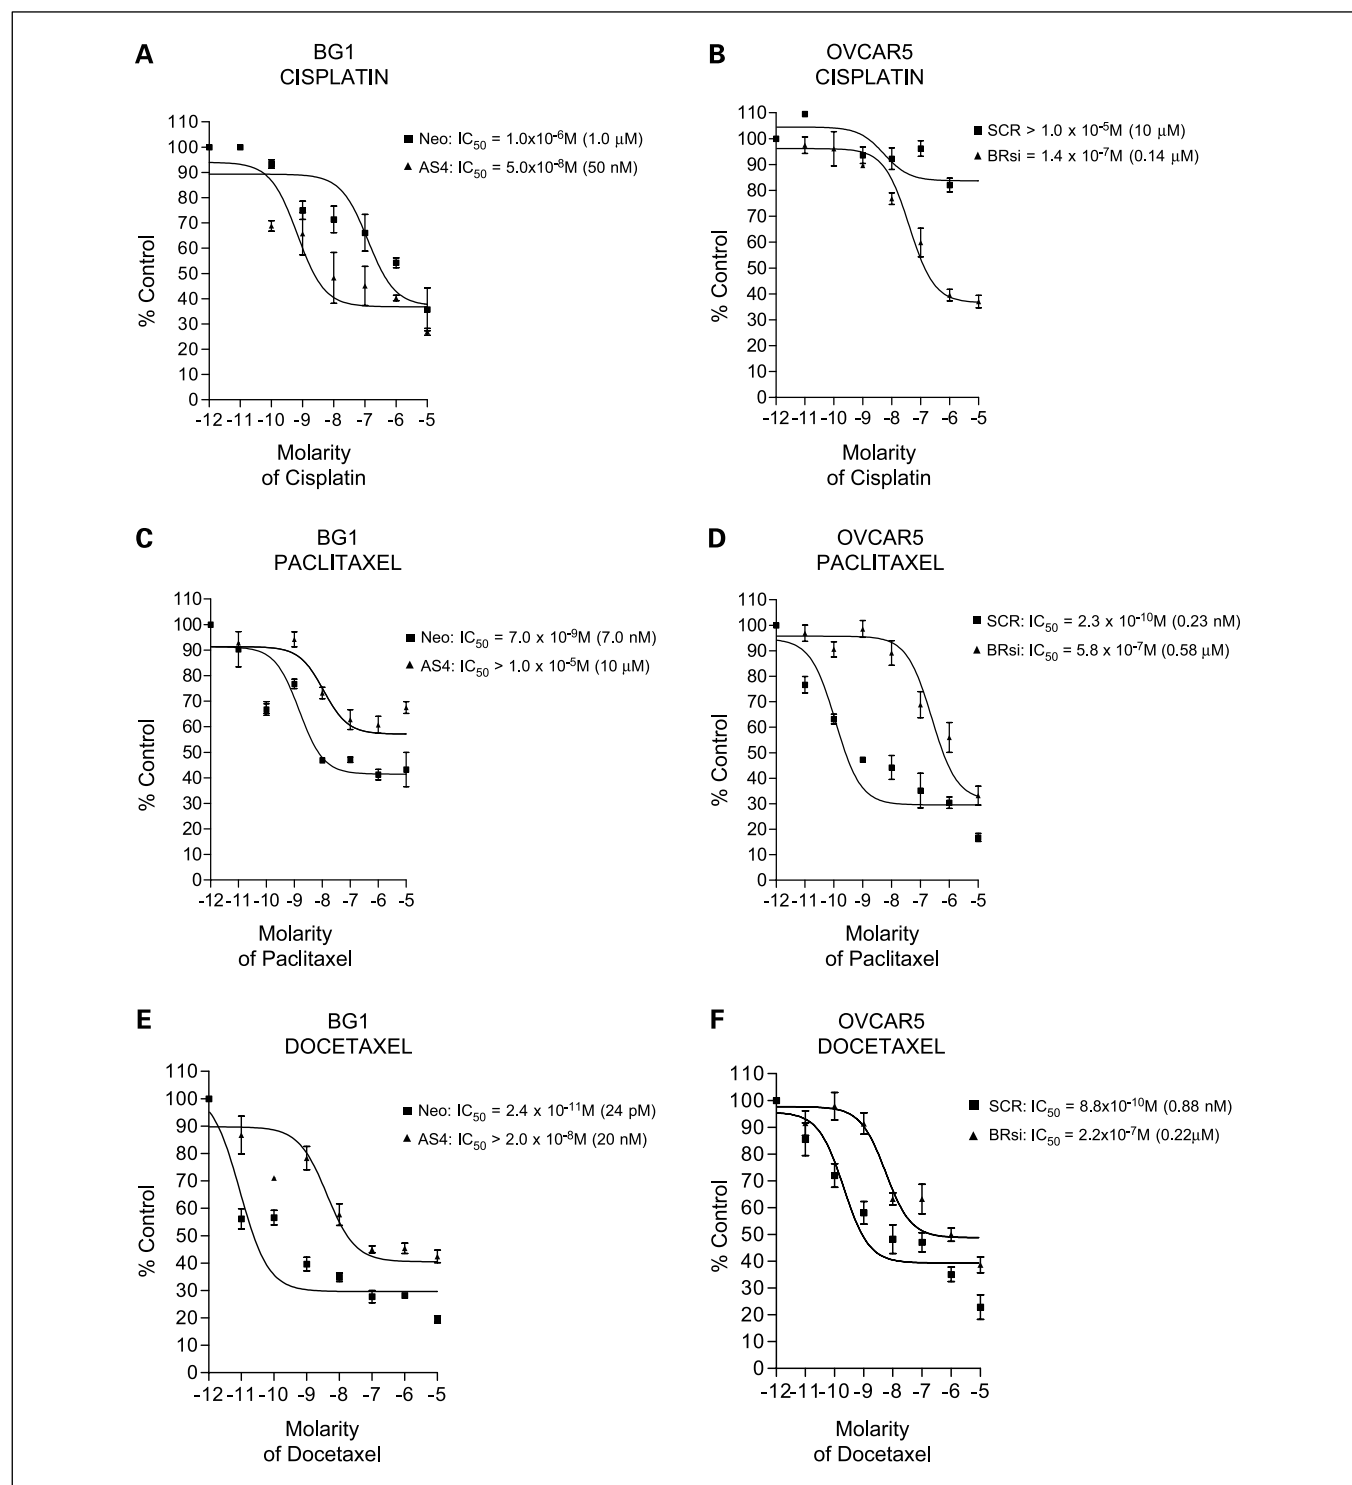 A
BG1
CISPLATIN
110
100
90
80
70
60
50
40
30
20
10
0
% Control
-12 -11 -10 -9 -8 -7 -6 -5
Molarity
of Cisplatin
Neo: IC50 = 1.0x10-6M (1.0 µM)
AS4: IC50 = 5.0x10-8M (50 nM)
B
OVCAR5
CISPLATIN
110
100
90
80
70
60
50
40
30
20
10
0
% Control
-12 -11 -10 -9 -8 -7 -6 -5
Molarity
of Cisplatin
SCR > 1.0 x 10-5M (10 µM)
BRsi = 1.4 x 10-7M (0.14 µM)
C
BG1
PACLITAXEL
110
100
90
80
70
60
50
40
30
20
10
0
% Control
-12 -11 -10 -9 -8 -7 -6 -5
Molarity
of Paclitaxel
Neo: IC50 = 7.0 x 10-9M (7.0 nM)
AS4: IC50 > 1.0 x 10-5M (10 µM)
D
OVCAR5
PACLITAXEL
110
100
90
80
70
60
50
40
30
20
10
0
% Control
-12 -11 -10 -9 -8 -7 -6 -5
Molarity
of Paclitaxel
SCR: IC50 = 2.3 x 10-10M (0.23 nM)
BRsi: IC50 = 5.8 x 10-7M (0.58 µM)
E
BG1
DOCETAXEL
110
100
90
80
70
60
50
40
30
20
10
0
% Control
-12 -11 -10 -9 -8 -7 -6 -5
Molarity
of Docetaxel
Neo: IC50 = 2.4 x 10-11M (24 pM)
AS4: IC50 > 2.0 x 10-8M (20 nM)
F
OVCAR5
DOCETAXEL
110
100
90
80
70
60
50
40
30
20
10
0
% Control
-12 -11 -10 -9 -8 -7 -6 -5
Molarity
of Docetaxel
SCR: IC50 = 8.8x10-10M (0.88 nM)
BRsi: IC50 = 2.2x10-7M (0.22µM)